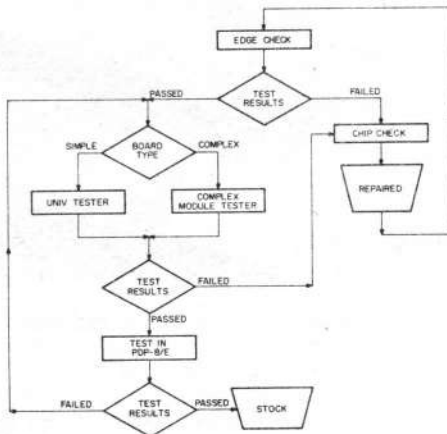 EDGE CHECK
PASSED
TEST
RESULTS
FAILED
CHIP CHECK
SIMPLE
BOARD
TYPE
COMPLEX
REPAIRED
UNIV TESTER
COMPLEX
MODULE TESTER
TEST
RESULTS
FAILED
PASSED
TEST IN
PDP-8/E
FAILED
TEST
RESULTS
PASSED
STOCK